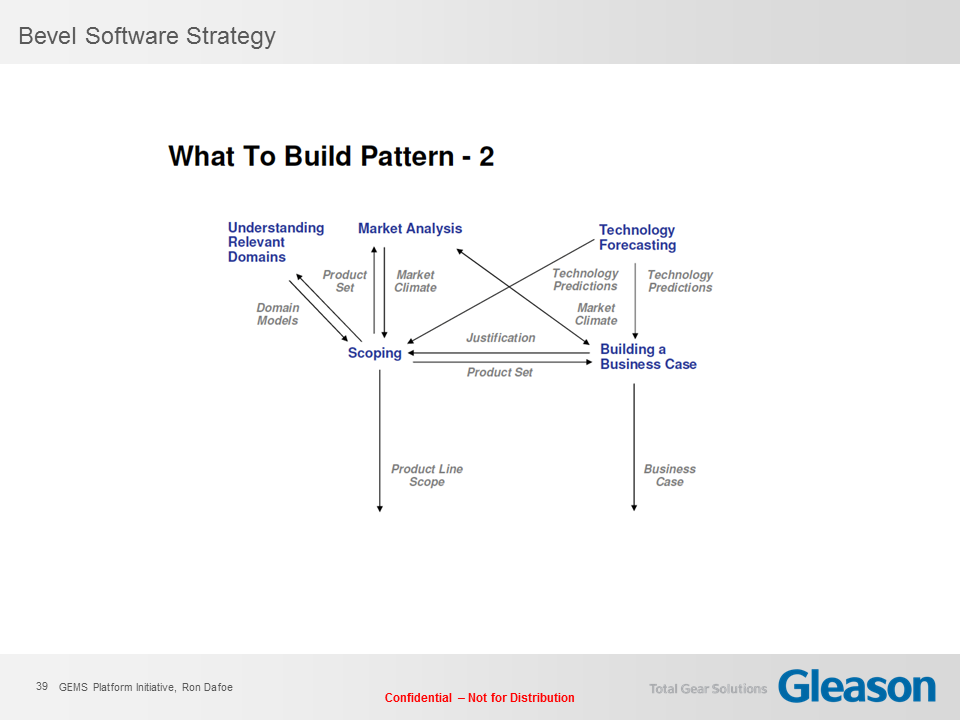 Bevel Software Strategy
What To Build Pattern - 2
Understanding
Relevant
Domains
Market Analysis
Technology
Forecasting
Product
Set
Market
Climate
Technology
Predictions
Technology
Predictions
Domain
Models
Market
Climate
Justification
Scoping
Building a
Business Case
Product Set
Product Line
Scope
Business
Case
39 GEMS Platform Initiative, Ron Dafoe
Confidential – Not for Distribution
Total Gear Solutions
Gleason